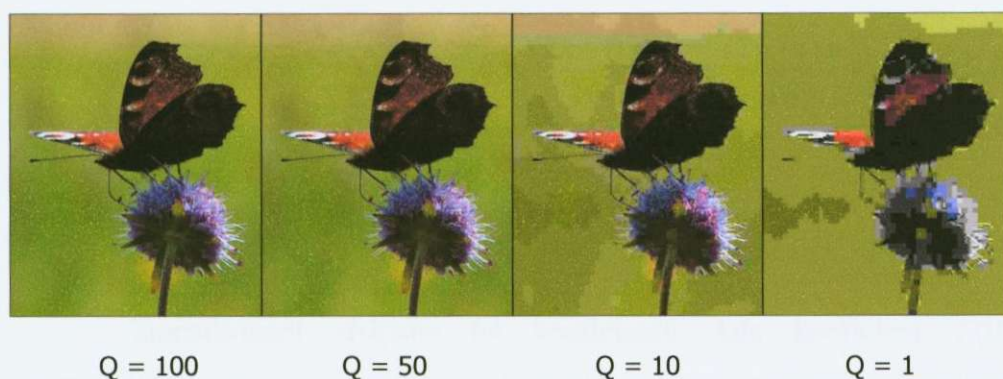 Q = 100 Q = 50 Q = 10 Q = 1